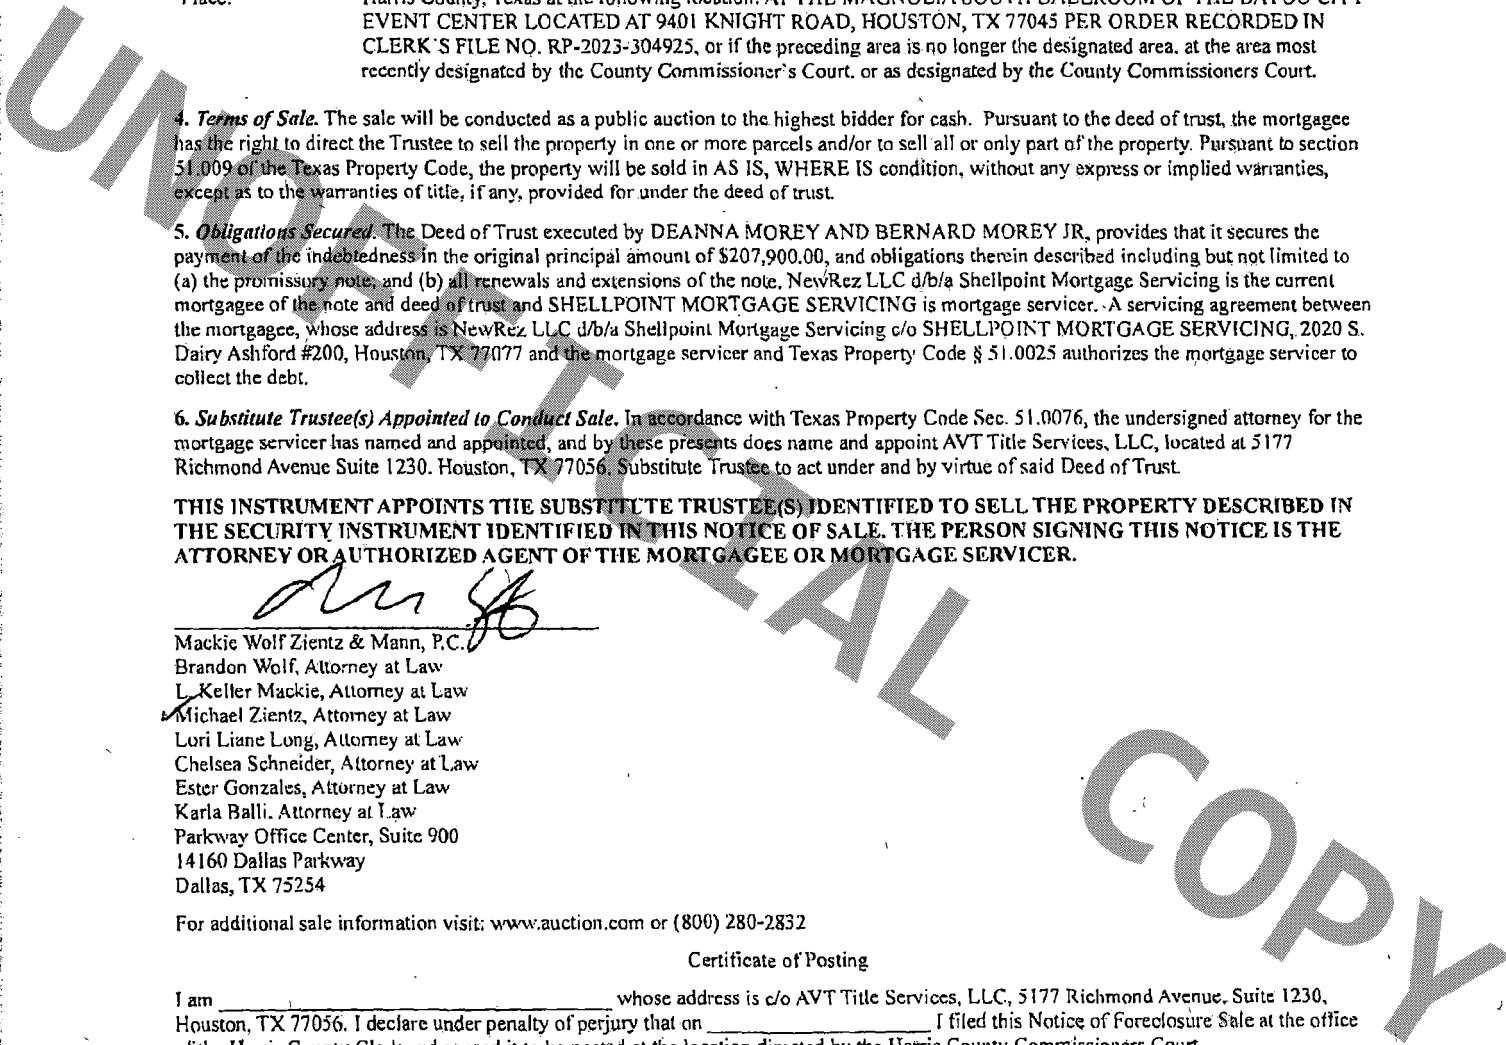 Place: Harris County, Texas at the following location: AT THE MAGNOLIA SOUTH BALLROOM OF THE BAYOU CITY
EVENT CENTER LOCATED AT 9401 KNIGHT ROAD, HOUSTON, TX 77045 PER ORDER RECORDED IN
CLERK'S FILE NO. RP-2023-304925, or if the preceding area is no longer the designated area, at the area most
recently designated by the County Commissioner's Court, or as designated by the County Commissioners Court.
4. Terms of Sale. The sale will be conducted as a public auction to the highest bidder for cash. Pursuant to the deed of trust, the mortgagee
has the right to direct the Trustee to sell the property in one or more parcels and/or to sell all or only part of the property. Pursuant to section
51.009 of the Texas Property Code, the property will be sold in AS IS, WHERE IS condition, without any express or implied warranties,
except as to the warranties of title, if any, provided for under the deed of trust.
5. Obligations Secured. The Deed of Trust executed by DEANNA MOREY AND BERNARD MOREY JR, provides that it secures the
payment of the indebtedness in the original principal amount of $207,900.00, and obligations therein described including but not limited to
(a) the promissory note; and (b) all renewals and extensions of the note. NewRez LLC d/b/a Shellpoint Mortgage Servicing is the current
mortgagee of the note and deed of trust and SHELLPOINT MORTGAGE SERVICING is mortgage servicer. A servicing agreement between
the mortgagee, whose address is NewRez LLC d/b/a Shellpoint Mortgage Servicing c/o SHELLPOINT MORTGAGE SERVICING, 2020 S.
Dairy Ashford #200, Houston, TX 77077 and the mortgage servicer and Texas Property Code § 51.0025 authorizes the mortgage servicer to
collect the debt.
6. Substitute Trustee(s) Appointed to Conduct Sale. In accordance with Texas Property Code Sec. 51.0076, the undersigned attorney for the
mortgage servicer has named and appointed, and by these presents does name and appoint AVT Title Services, LLC, located at 5177
Richmond Avenue Suite 1230, Houston, TX 77056, Substitute Trustee to act under and by virtue of said Deed of Trust.
THIS INSTRUMENT APPOINTS THE SUBSTITUTE TRUSTEE(S) IDENTIFIED TO SELL THE PROPERTY DESCRIBED IN
THE SECURITY INSTRUMENT IDENTIFIED IN THIS NOTICE OF SALE. THE PERSON SIGNING THIS NOTICE IS THE
ATTORNEY OR AUTHORIZED AGENT OF THE MORTGAGEE OR MORTGAGE SERVICER.
Mackie Wolf Zientz & Mann, P.C.
Brandon Wolf, Attorney at Law
L. Keller Mackie, Attorney at Law
Michael Zientz, Attorney at Law
Lori Liane Long, Attorney at Law
Chelsea Schneider, Attorney at Law
Ester Gonzales, Attorney at Law
Karla Balli, Attorney at Law
Parkway Office Center, Suite 900
14160 Dallas Parkway
Dallas, TX 75254
For additional sale information visit: www.auction.com or (800) 280-2832
Certificate of Posting
I am ____ whose address is c/o AVT Title Services, LLC, 5177 Richmond Avenue, Suite 1230,
Houston, TX 77056. I declare under penalty of perjury that on ____ I filed this Notice of Foreclosure Sale at the office
of the Harris County Clerk and caused it to be posted at the location directed by the Harris County Commissioners Court.
UNOFFICIAL COPY